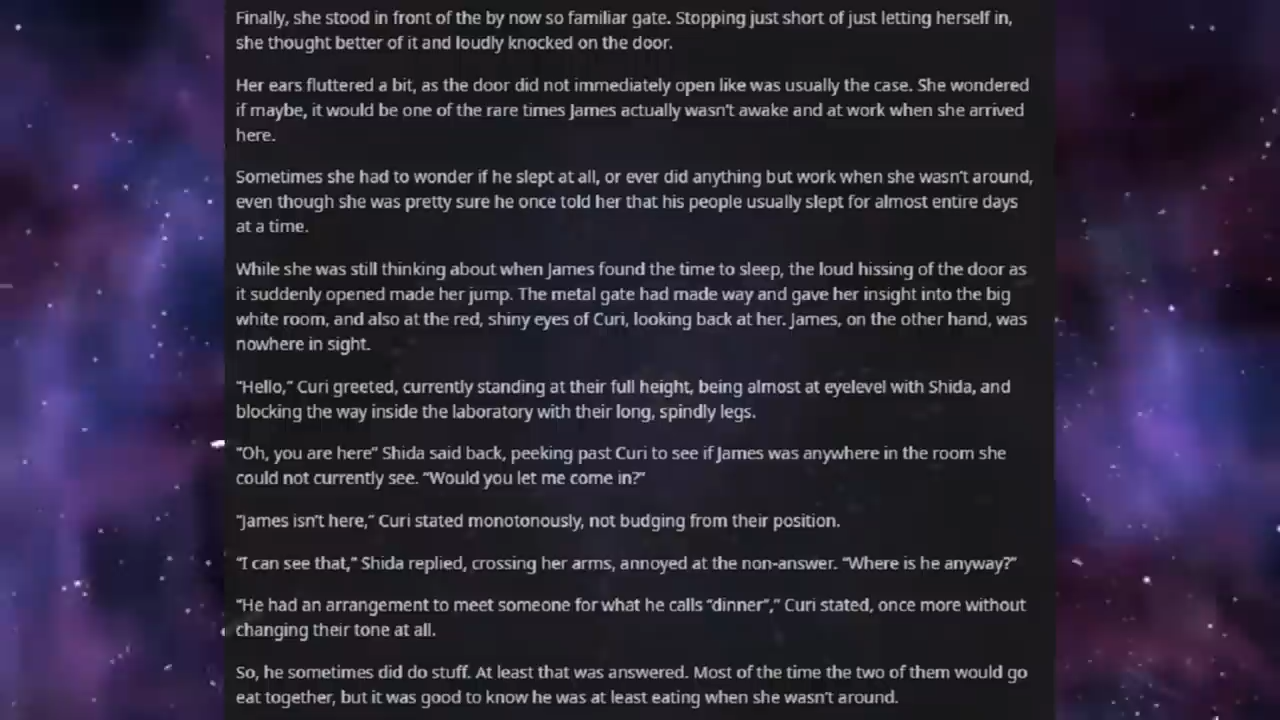 Finally, she stood in front of the by now so familiar gate. Stopping just short of just letting herself in,
she thought better of it and loudly knocked on the door.
Her ears fluttered a bit, as the door did not immediately open like was usually the case. She wondered
if maybe, it would be one of the rare times James actually wasn’t awake and at work when she arrived
here.
Sometimes she had to wonder if he slept at all, or ever did anything but work when she wasn’t around,
even though she was pretty sure he once told her that his people usually slept for almost entire days
at a time.
While she was still thinking about when James found the time to sleep, the loud hissing of the door as
it suddenly opened made her jump. The metal gate had made way and gave her insight into the big
white room, and also at the red, shiny eyes of Curi, looking back at her. James, on the other hand, was
nowhere in sight.
“Hello,” Curi greeted, currently standing at their full height, being almost at eyelevel with Shida, and
blocking the way inside the laboratory with their long, spindly legs.
“Oh, you are here” Shida said back, peeking past Curi to see if James was anywhere in the room she
could not currently see. “Would you let me come in?”
“James isn’t here,” Curi stated monotonously, not budging from their position.
“I can see that,” Shida replied, crossing her arms, annoyed at the non-answer. “Where is he anyway?”
“He had an arrangement to meet someone for what he calls “dinner”,” Curi stated, once more without
changing their tone at all.
So, he sometimes did do stuff. At least that was answered. Most of the time the two of them would go
eat together, but it was good to know he was at least eating when she wasn’t around.